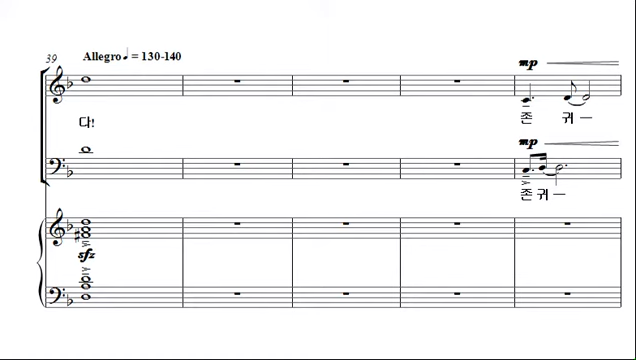 39 Allegro ♩ = 130-140
mp
다! 존 귀
mp
존 귀
sfz